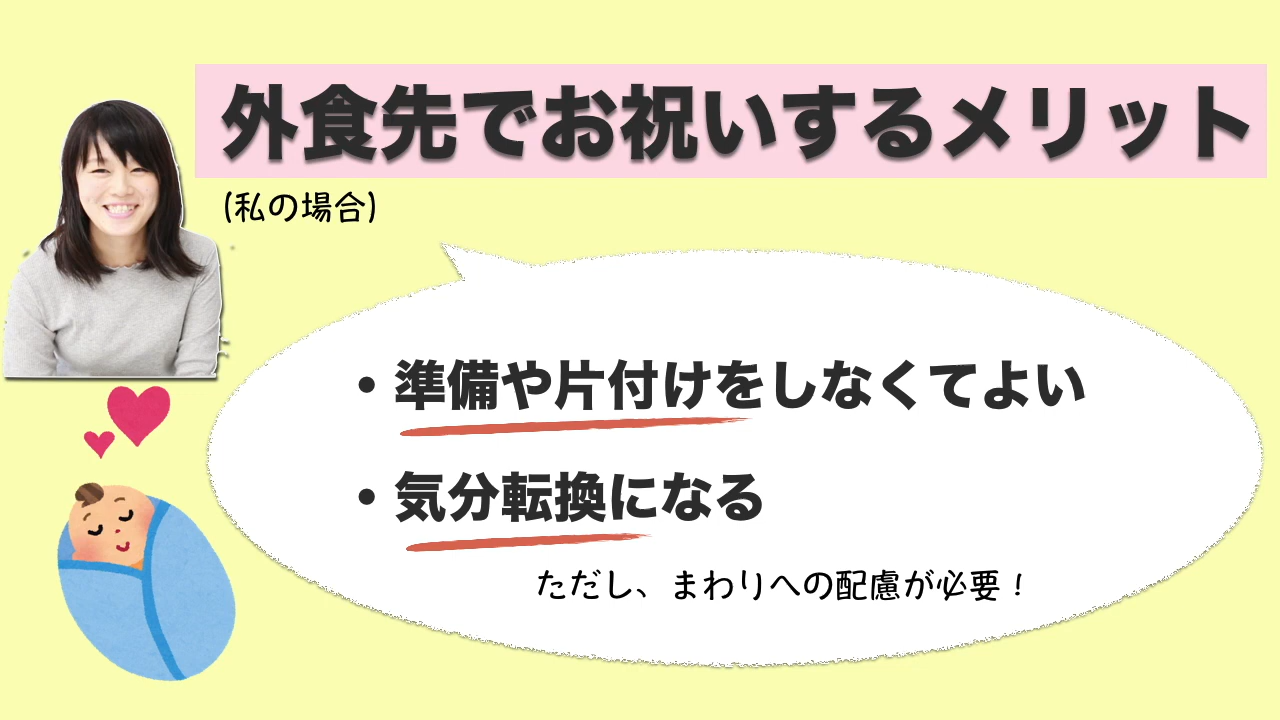 外食先でお祝いするメリット
(私の場合)
・準備や片付けをしなくてよい
・気分転換になる
ただし、まわりへの配慮が必要！